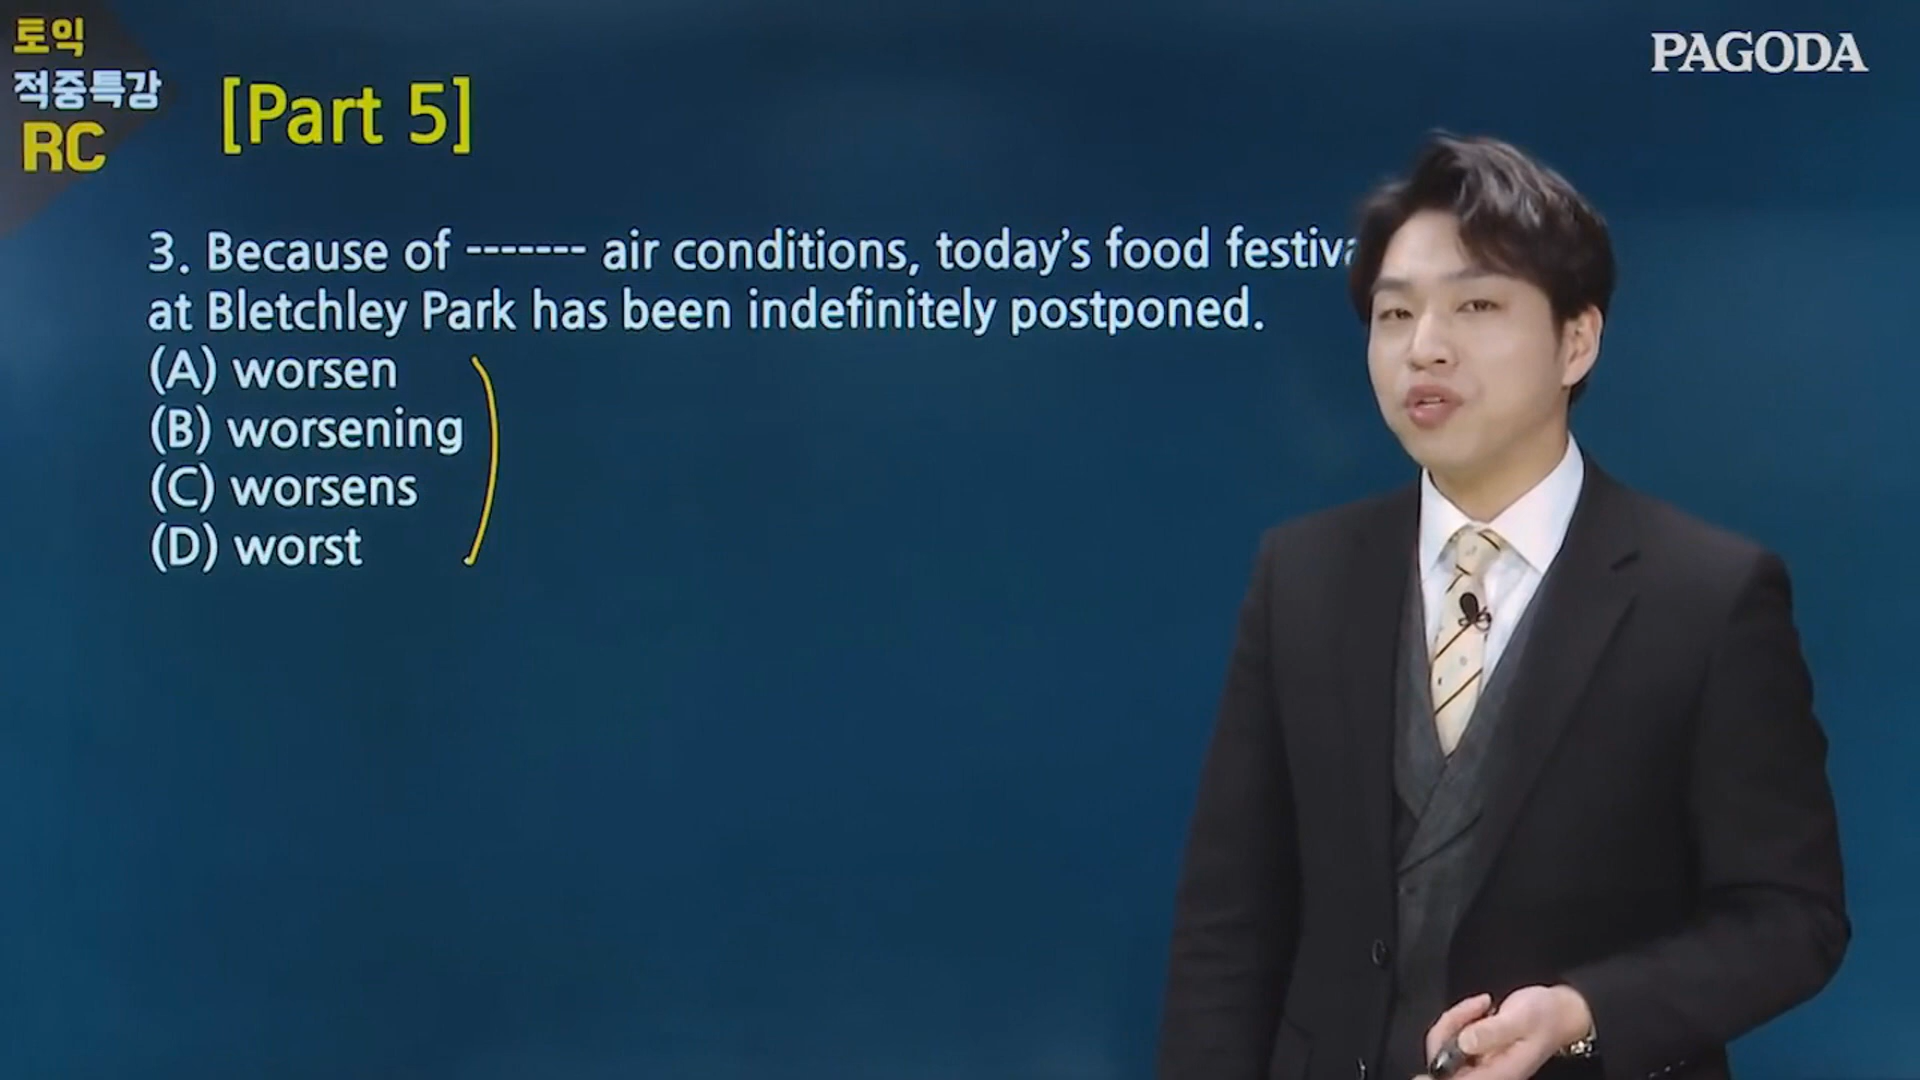 토익
적중특강
RC
PAGODA
[Part 5]
3. Because of ------- air conditions, today's food festiva
at Bletchley Park has been indefinitely postponed.
(A) worsen
(B) worsening
(C) worsens
(D) worst